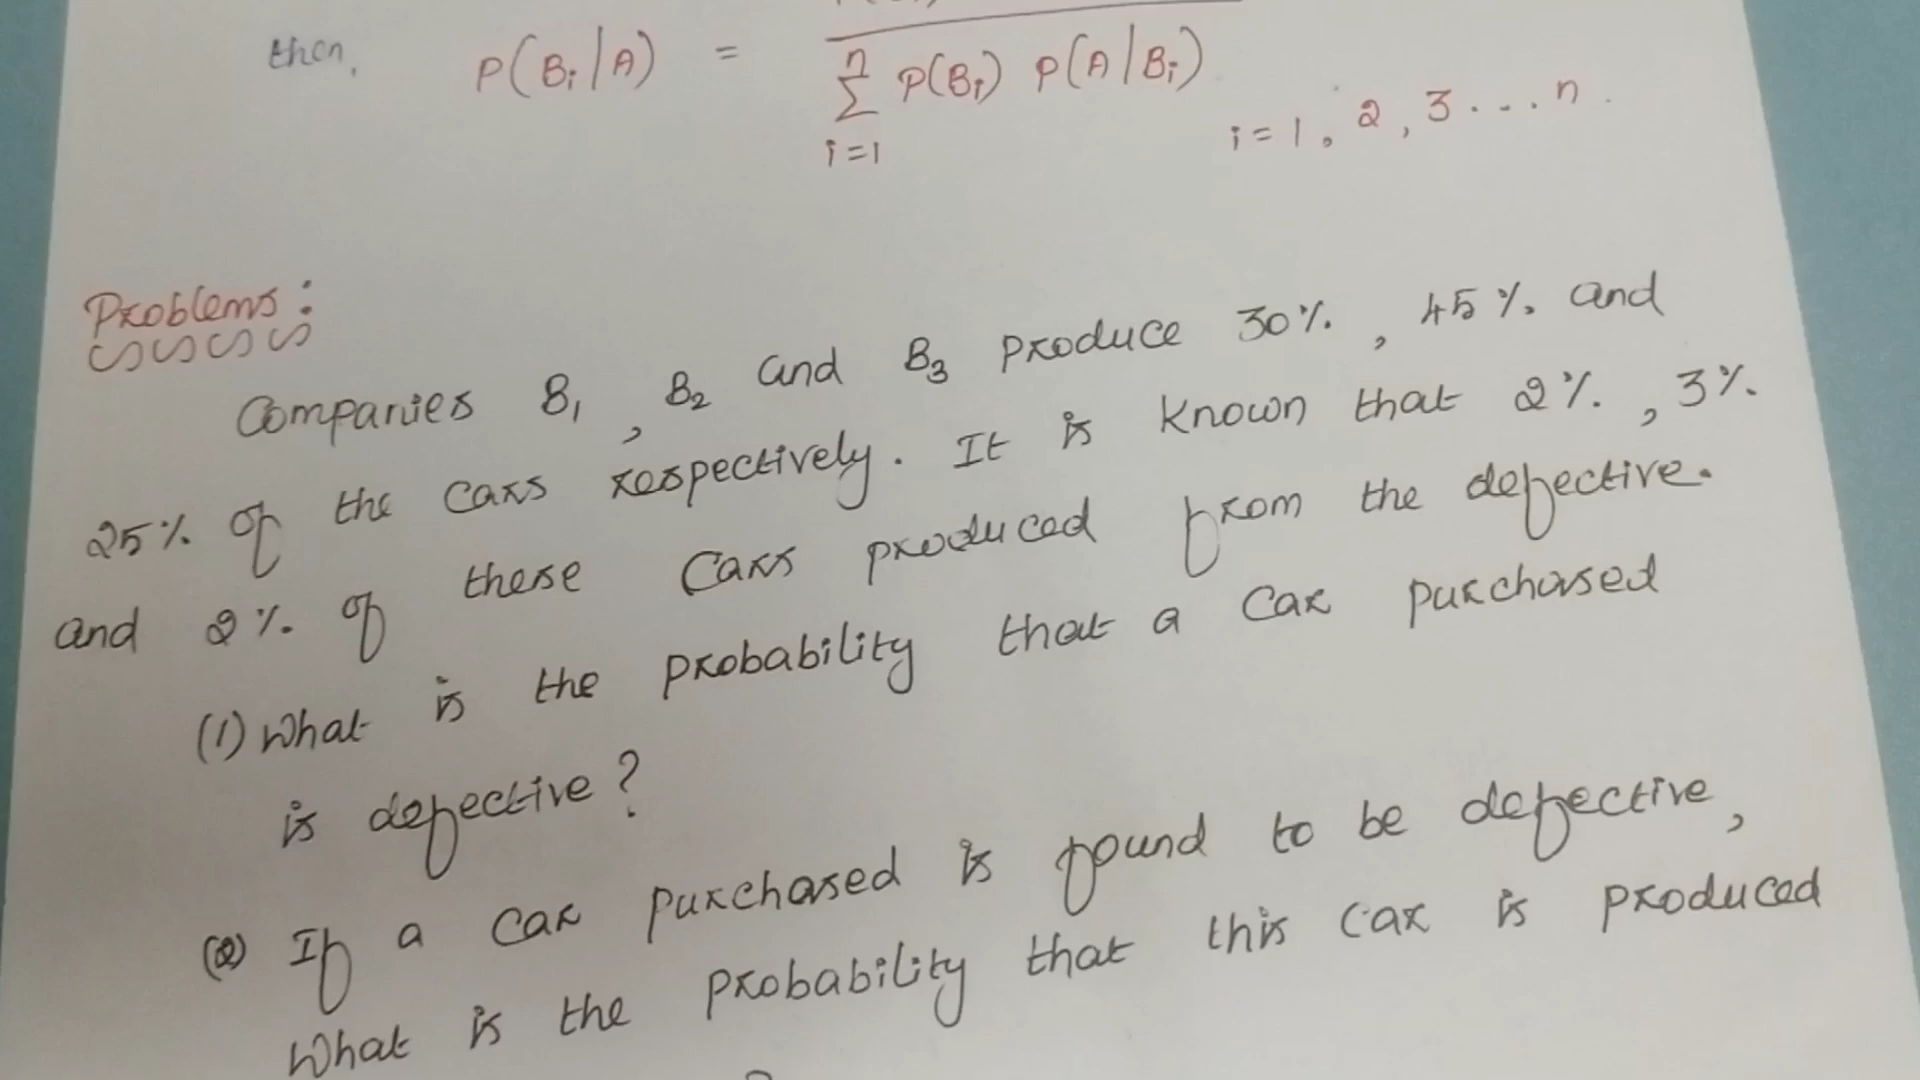 then, P(Bi/A) = n
Σ P(Bi) P(A/Bi)
i=1
i=1, 2, 3...n.
Problems:
Companies B1, B2 and B3 produce 30%, 45% and
25% of the cars respectively. It is known that 2%, 3%
and 2% of these cars produced from the defective.
(1) What is the probability that a car purchased
is defective?
(2) If a car purchased is found to be defective,
What is the probability that this car is produced